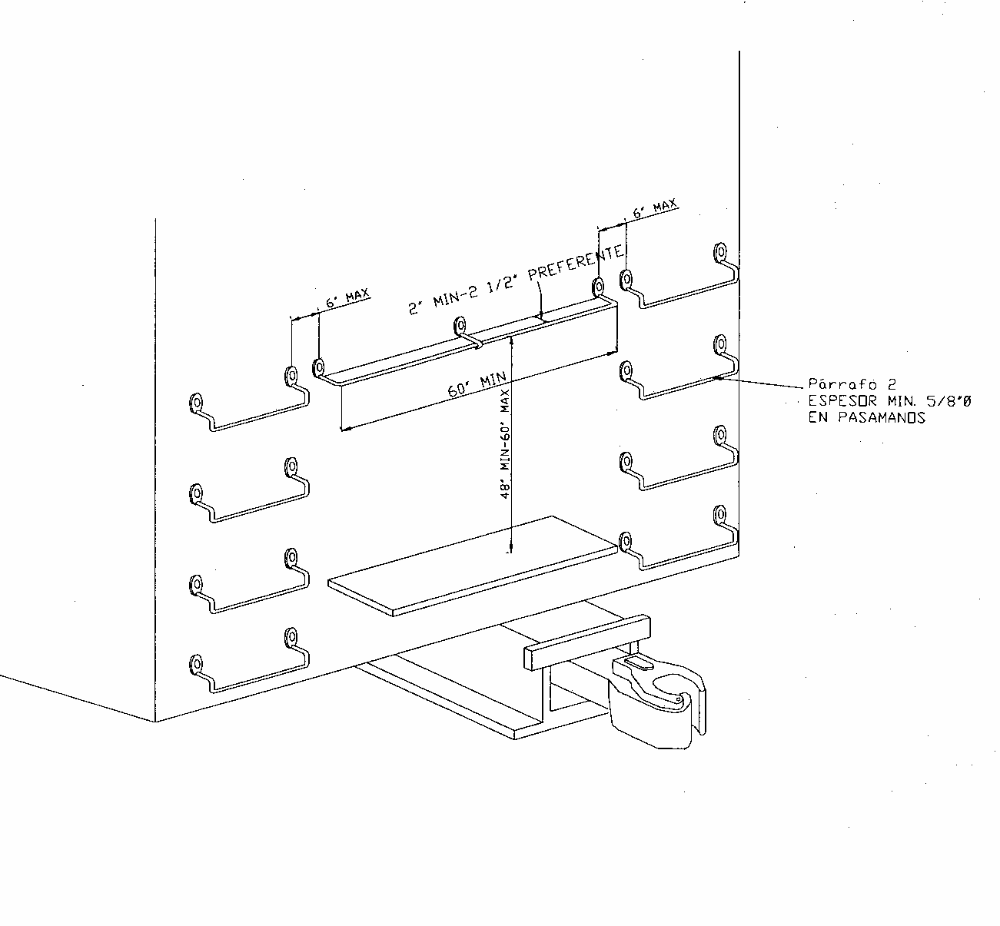 6" MAX
6" MAX
2" MIN-2 1/2" PREFERENTE
60" MIN
48" MIN-60" MAX
Párrafo 2
ESPESOR MIN. 5/8"Ø
EN PASAMANOS